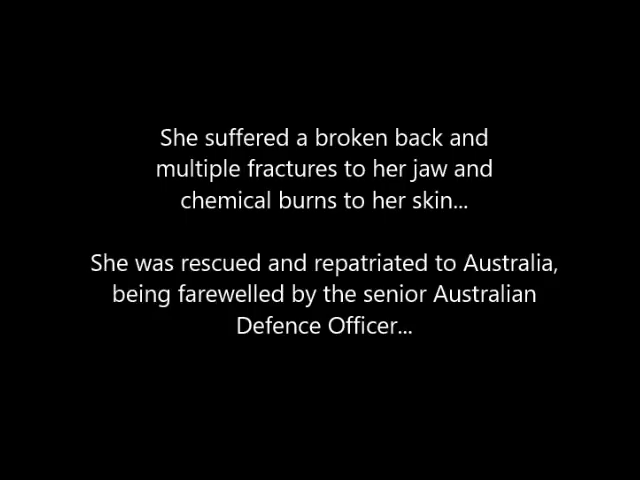 She suffered a broken back and
multiple fractures to her jaw and
chemical burns to her skin...
She was rescued and repatriated to Australia,
being farewelled by the senior Australian
Defence Officer...